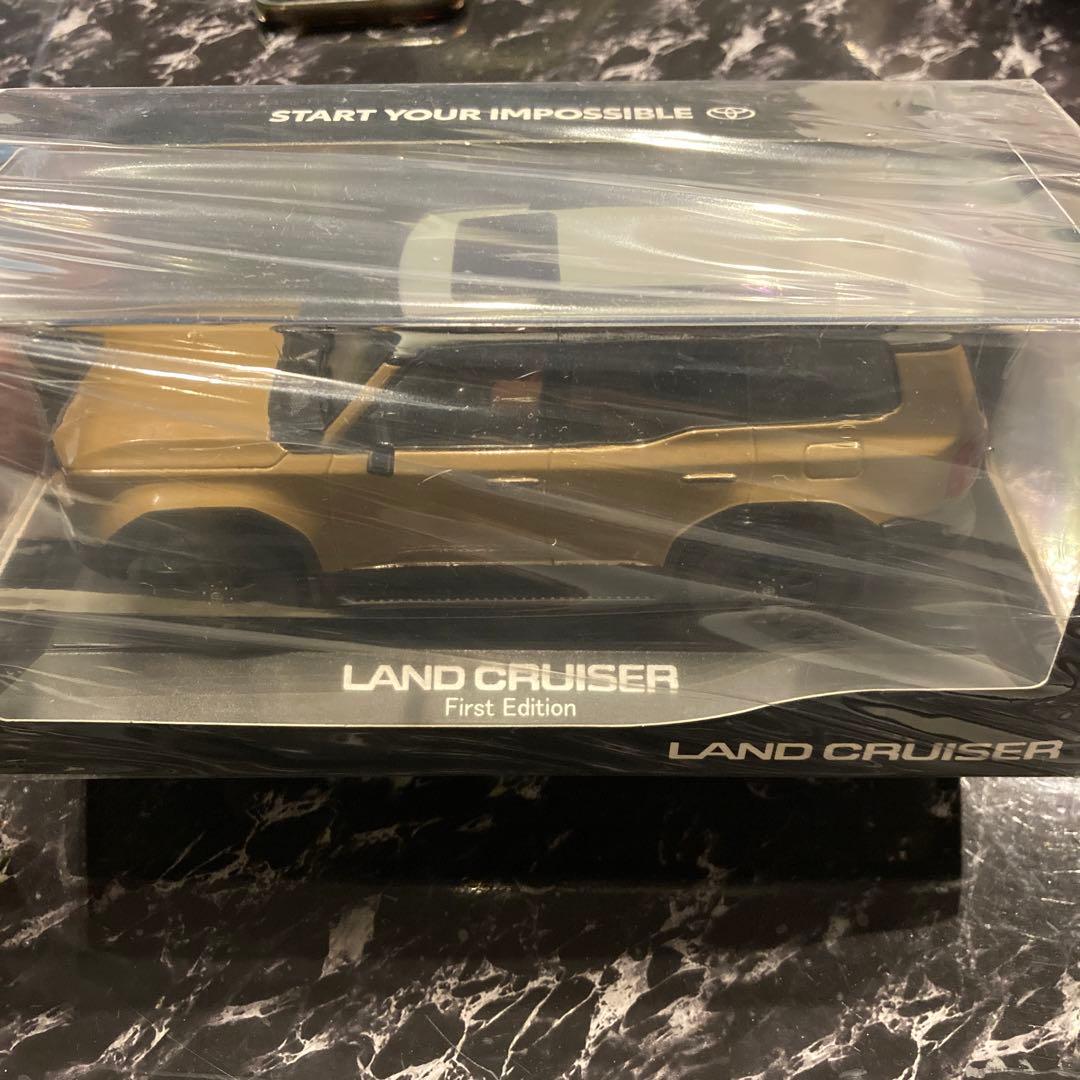 START YOUR IMPOSSIBLE
LAND CRUISER
First Edition
LAND CRUISER